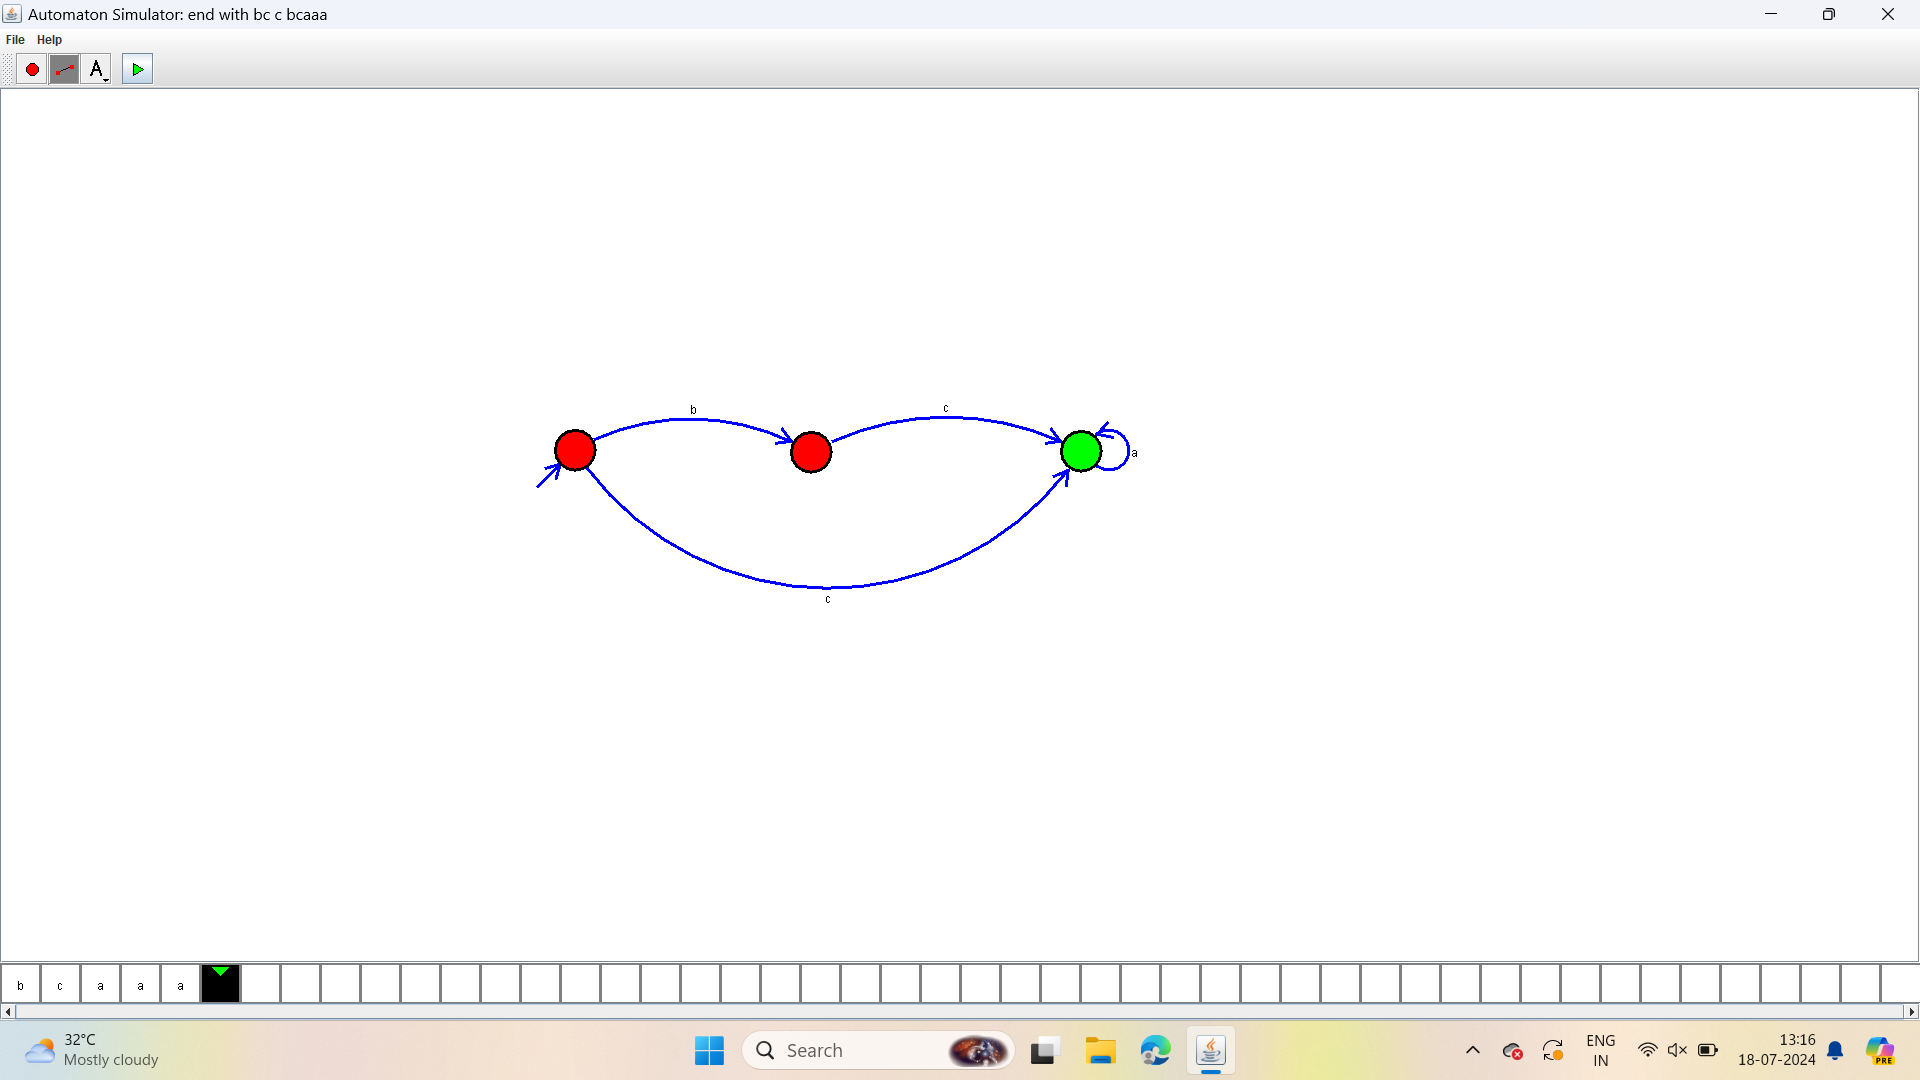 Automaton Simulator: end with bc c bcaaa
File Help
A
b
c
a
c
b c a a a
32°C
Mostly cloudy
Search
ENG
IN
13:16
18-07-2024
PRE